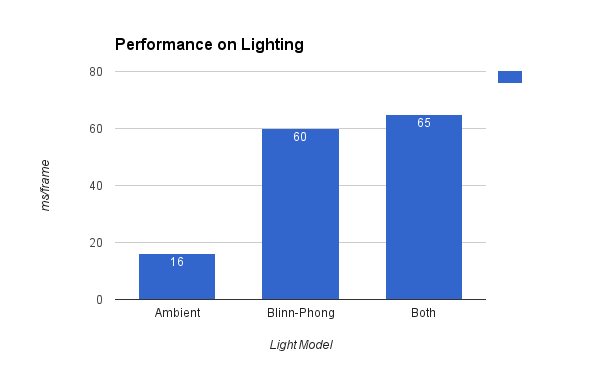 Performance on Lighting
80
60
40
20
0
ms/frame
16
60
65
Ambient
Blinn-Phong
Both
Light Model